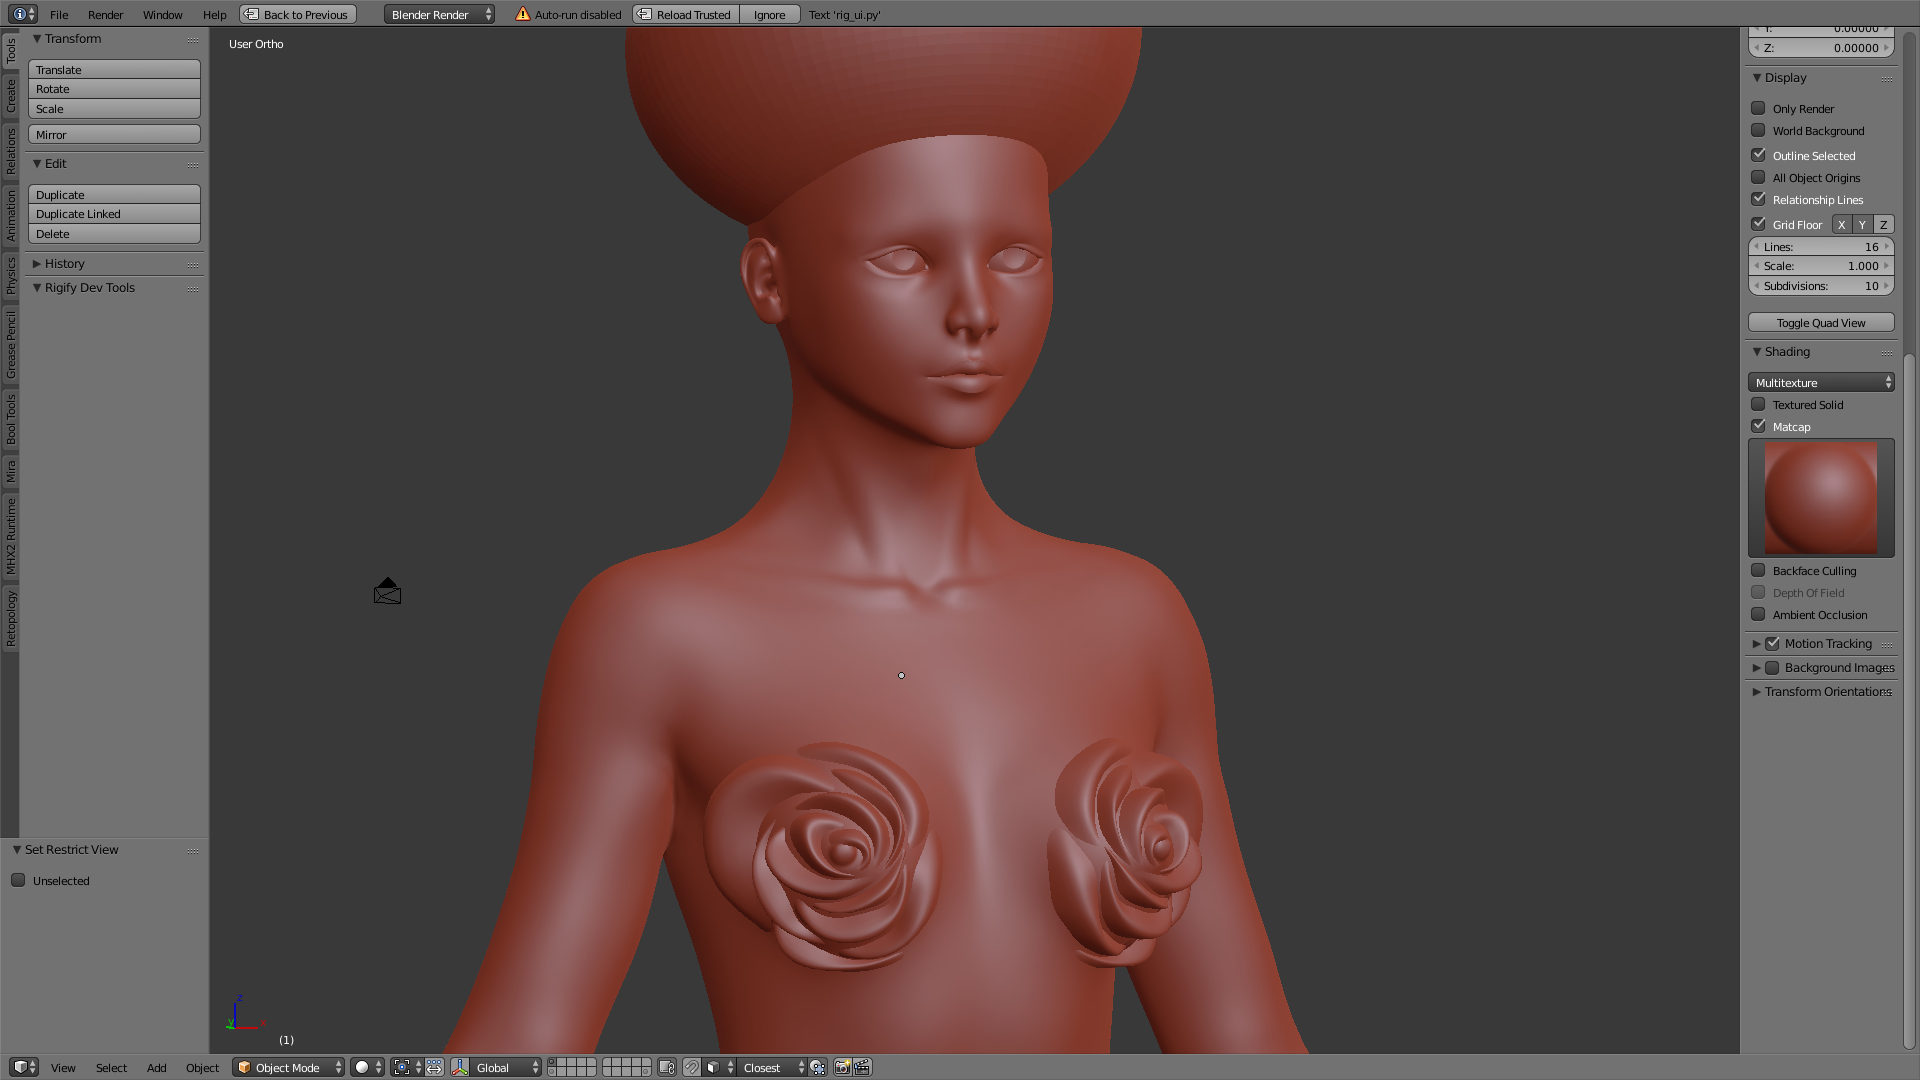 File Render Window Help Back to Previous Blender Render Auto-run disabled Reload Trusted Ignore Text 'rig_ui.py'
Tools
Create
Relations
Animation
Physics
Grease Pencil
Bool Tools
Mira
MHX2 Runtime
Retopology
Transform
Translate
Rotate
Scale
Mirror
Edit
Duplicate
Duplicate Linked
Delete
History
Rigify Dev Tools
Set Restrict View
Unselected
User Ortho
z
y
x
(1)
Y: 0.00000
Z: 0.00000
Display
Only Render
World Background
Outline Selected
All Object Origins
Relationship Lines
Grid Floor X Y Z
Lines: 16
Scale: 1.000
Subdivisions: 10
Toggle Quad View
Shading
Multitexture
Textured Solid
Matcap
Backface Culling
Depth Of Field
Ambient Occlusion
Motion Tracking
Background Images
Transform Orientations
View Select Add Object Object Mode Global Closest